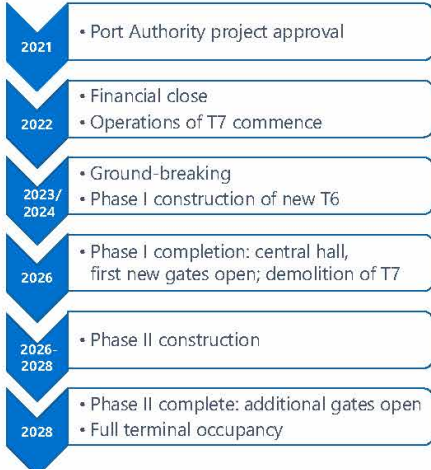 2021
• Port Authority project approval
2022
• Financial close
• Operations of T7 commence
2023/
2024
• Ground-breaking
• Phase I construction of new T6
2026
• Phase I completion: central hall,
first new gates open; demolition of T7
2026-
2028
• Phase II construction
2028
• Phase II complete: additional gates open
• Full terminal occupancy